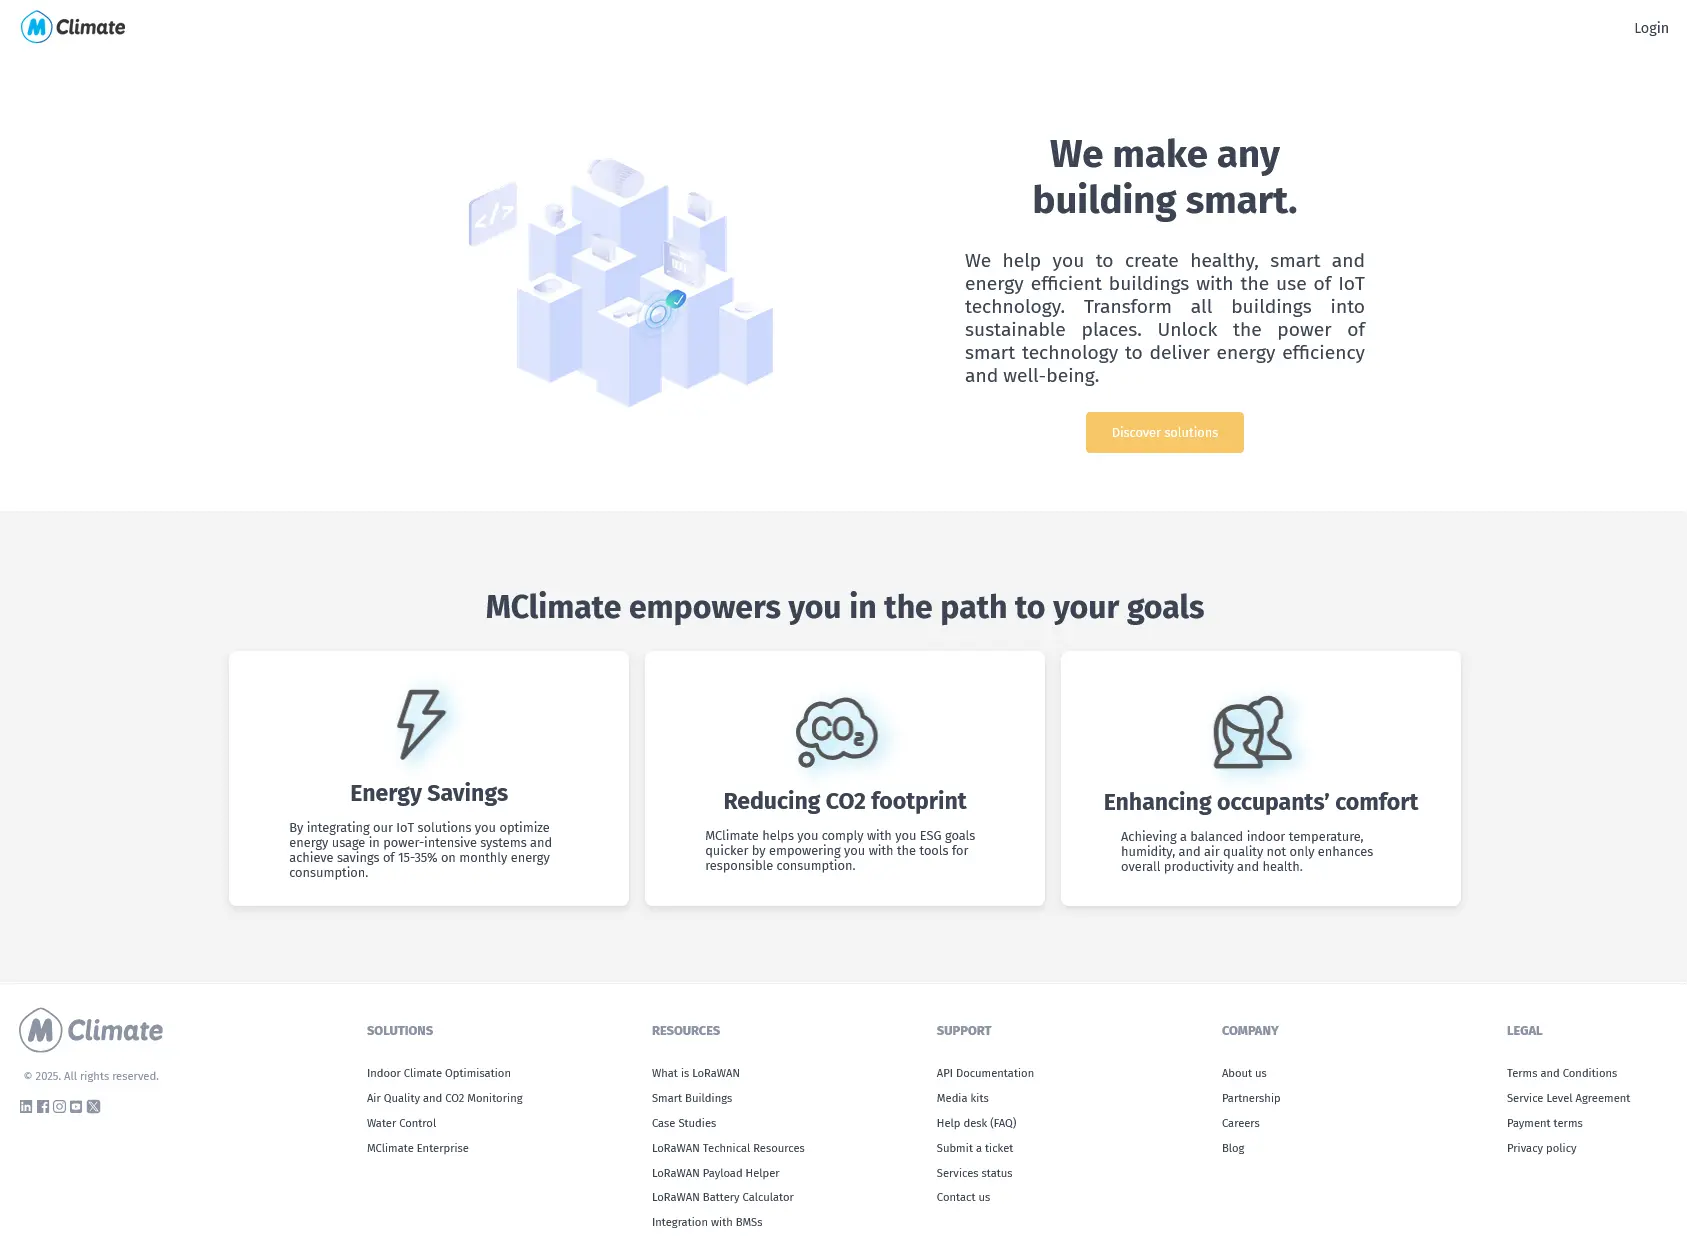 M Climate
Login
We make any
building smart.
We help you to create healthy, smart and
energy efficient buildings with the use of IoT
technology. Transform all buildings into
sustainable places. Unlock the power of
smart technology to deliver energy efficiency
and well-being.
</>
Discover solutions
MClimate empowers you in the path to your goals
CO2
Energy Savings
By integrating our IoT solutions you optimize
energy usage in power-intensive systems and
achieve savings of 15-35% on monthly energy
consumption.
Reducing CO2 footprint
MClimate helps you comply with you ESG goals
quicker by empowering you with the tools for
responsible consumption.
Enhancing occupants’ comfort
Achieving a balanced indoor temperature,
humidity, and air quality not only enhances
overall productivity and health.
M Climate
© 2025. All rights reserved.
SOLUTIONS
Indoor Climate Optimisation
Air Quality and CO2 Monitoring
Water Control
MClimate Enterprise
RESOURCES
What is LoRaWAN
Smart Buildings
Case Studies
LoRaWAN Technical Resources
LoRaWAN Payload Helper
LoRaWAN Battery Calculator
Integration with BMSs
SUPPORT
API Documentation
Media kits
Help desk (FAQ)
Submit a ticket
Services status
Contact us
COMPANY
About us
Partnership
Careers
Blog
LEGAL
Terms and Conditions
Service Level Agreement
Payment terms
Privacy policy